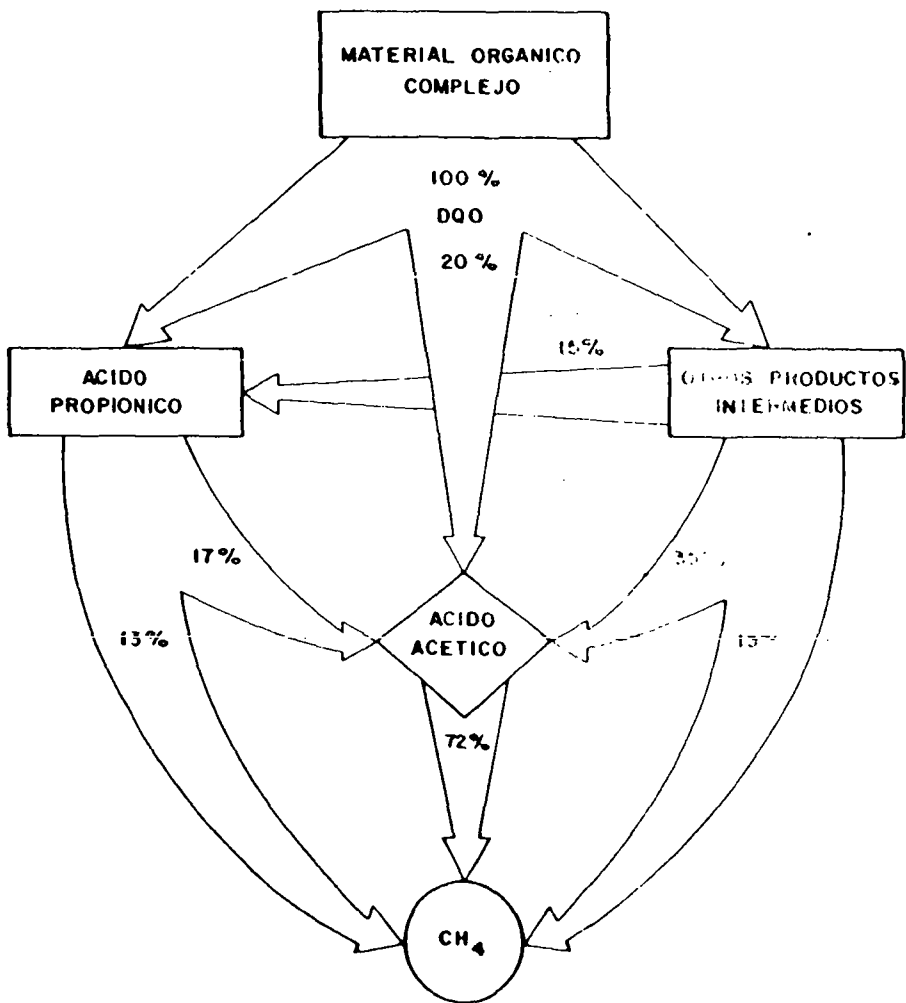 MATERIAL ORGANICO
COMPLEJO
100 %
DQO
20 %
15%
ACIDO
PROPIONICO
PRODUCTOS
INTERMEDIOS
17%
13%
ACIDO
ACETICO
72%
CH₄